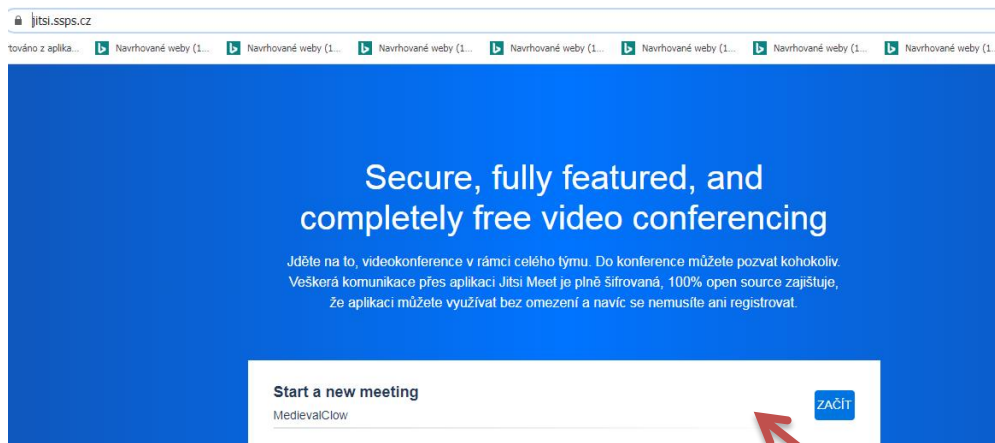 jitsi.ssps.cz
rtováno z aplika... Navrhované weby (1... Navrhované weby (1... Navrhované weby (1... Navrhované weby (1... Navrhované weby (1... Navrhované weby (1... Navrhované weby (1...
Secure, fully featured, and
completely free video conferencing
Jděte na to, videokonference v rámci celého týmu. Do konference můžete pozvat kohokoliv.
Veškerá komunikace přes aplikaci Jitsi Meet je plně šifrovaná, 100% open source zajištuje,
že aplikaci můžete využívat bez omezení a navíc se nemusíte ani registrovat.
Start a new meeting
MedievalClow
ZAČÍT